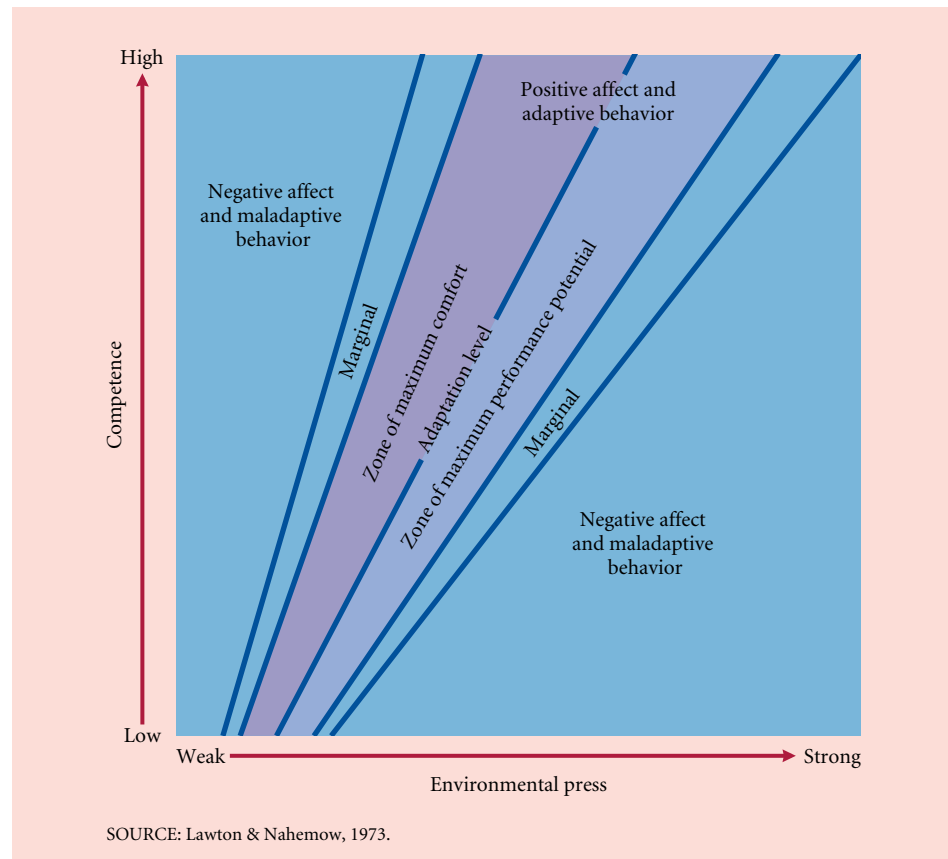 High
Positive affect and
adaptive behavior
Negative affect
and maladaptive
behavior
Marginal
Zone of maximum comfort
Adaptation level
Zone of maximum performance potential
Marginal
Negative affect
and maladaptive
behavior
Competence
Low
Weak
Strong
Environmental press
SOURCE: Lawton & Nahemow, 1973.